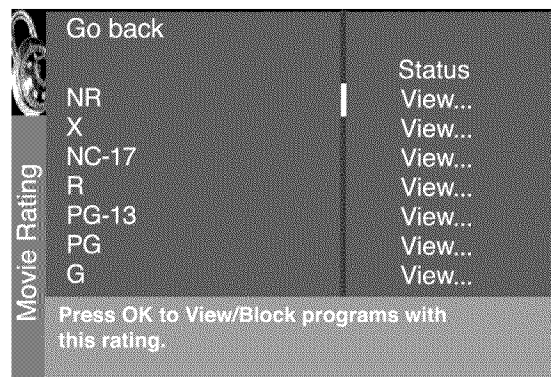 Go back
Status
NR View...
X View...
NC-17 View...
R View...
PG-13 View...
PG View...
G View...
Movie Rating
Press OK to View/Block programs with
this rating.